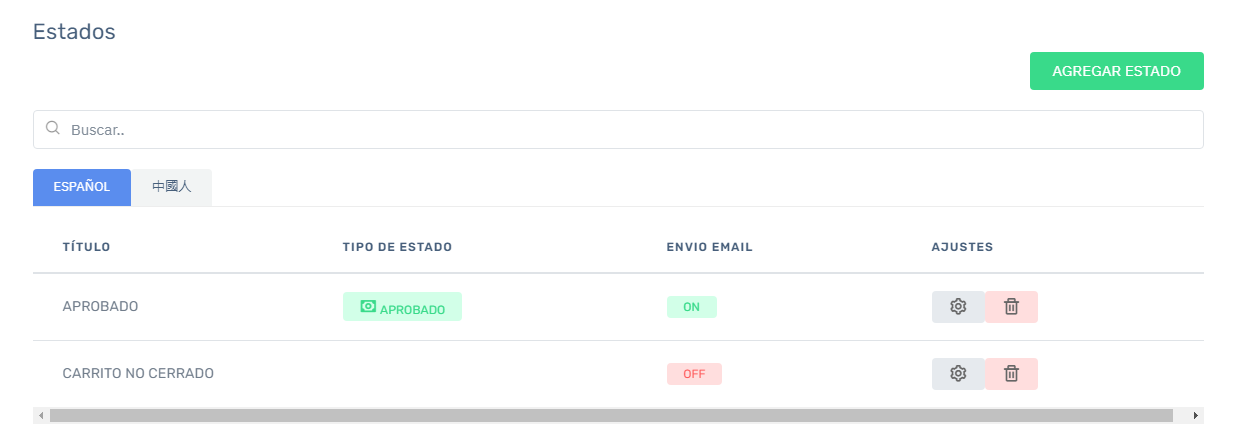 Estados
AGREGAR ESTADO
Buscar..
ESPAÑOL 中國人
TÍTULO TIPO DE ESTADO ENVIO EMAIL AJUSTES
APROBADO APROBADO ON
CARRITO NO CERRADO OFF